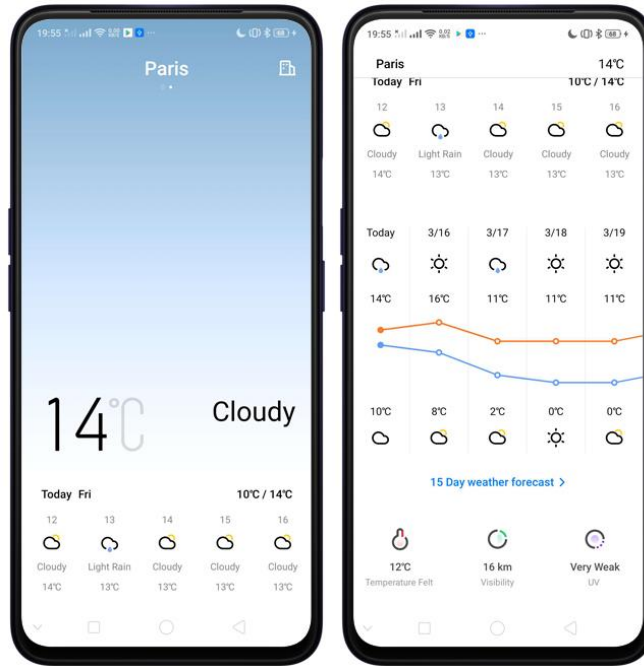 19:55
68
Paris
14℃
Cloudy
Today Fri
10℃ / 14℃
12 13 14 15 16
Cloudy Light Rain Cloudy Cloudy Cloudy
14℃ 13℃ 13℃ 13℃ 13℃
19:55
68
Paris
14℃
Today Fri
10℃ / 14℃
12 13 14 15 16
Cloudy Light Rain Cloudy Cloudy Cloudy
14℃ 13℃ 13℃ 13℃ 13℃
Today 3/16 3/17 3/18 3/19
14℃ 16℃ 11℃ 11℃ 11℃
10℃ 8℃ 2℃ 0℃ 0℃
15 Day weather forecast >
12℃ 16 km Very Weak
Temperature Felt Visibility UV